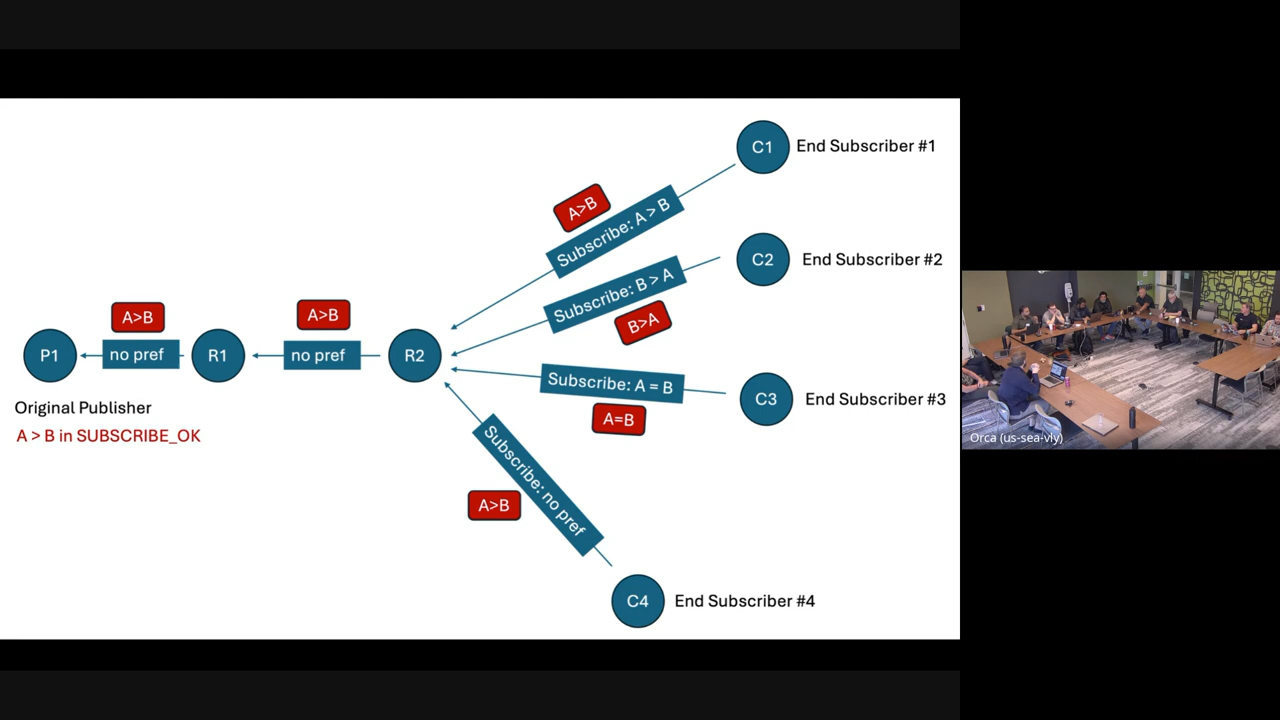 C1
End Subscriber #1
A>B
Subscribe: A > B
C2
End Subscriber #2
Subscribe: B > A
B>A
A>B
A>B
P1
no pref
R1
no pref
R2
Subscribe: A = B
A=B
C3
End Subscriber #3
Original Publisher
A > B in SUBSCRIBE_OK
Subscribe: no pref
A>B
C4
End Subscriber #4
Orca (us-sea-vly)